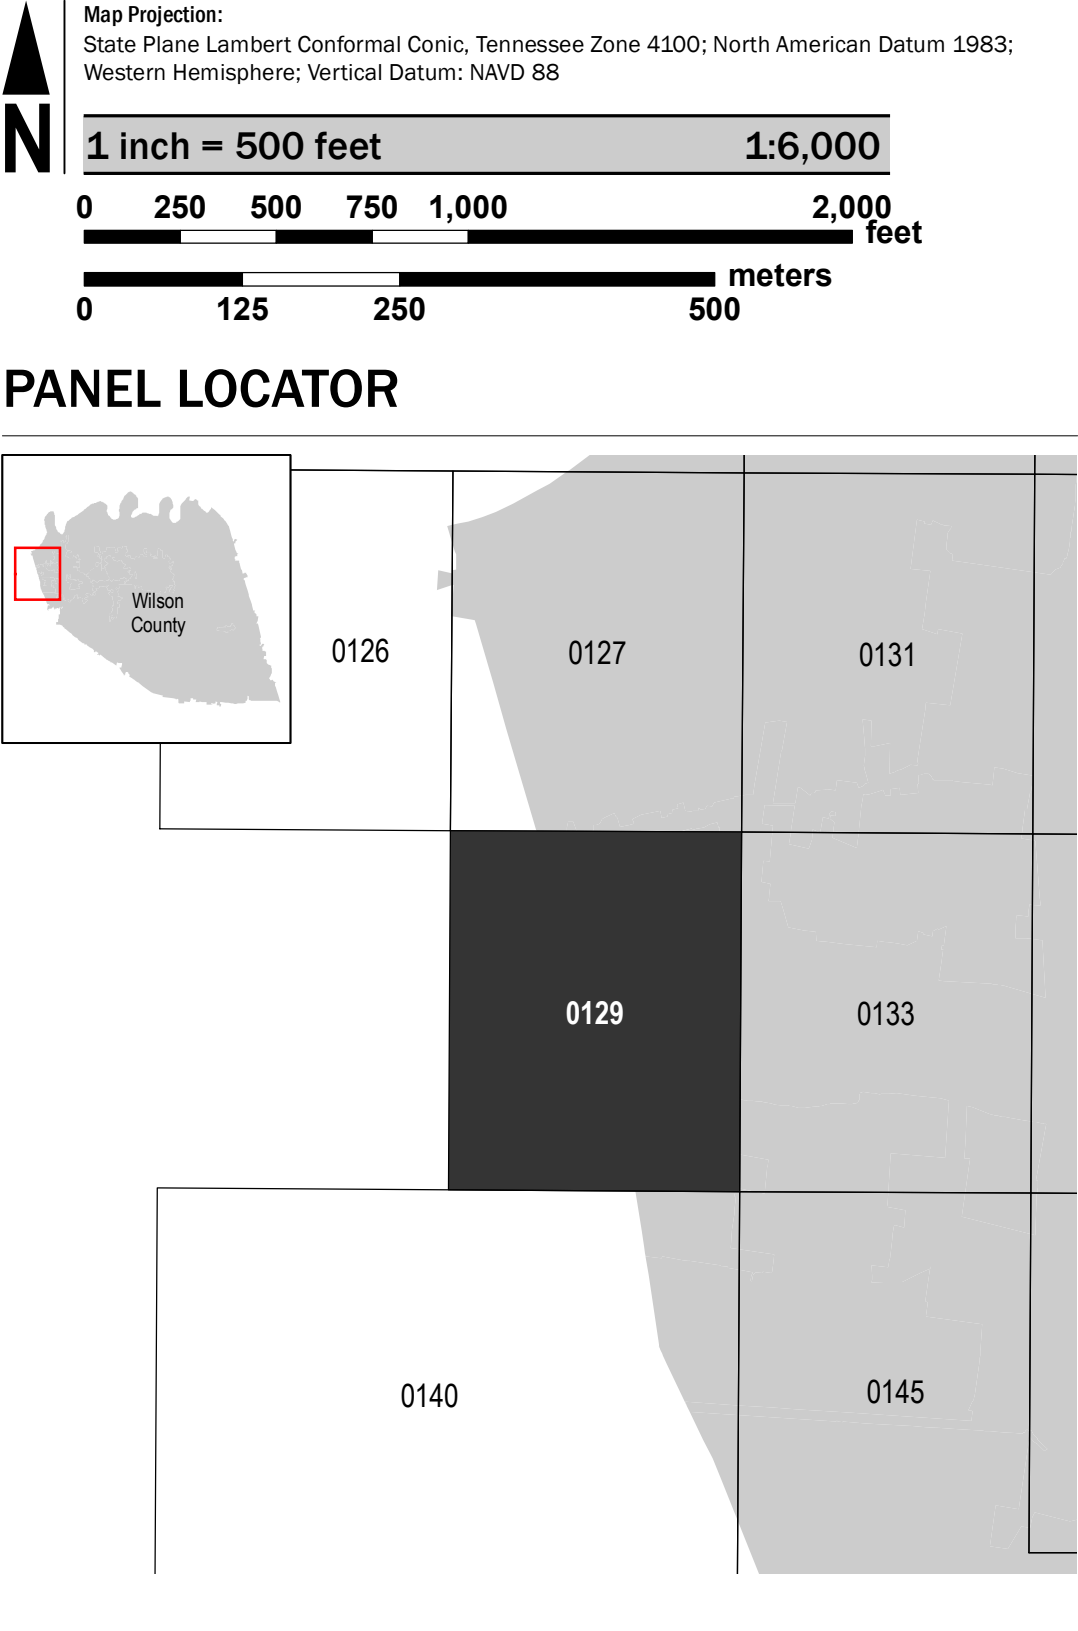 Map Projection:
State Plane Lambert Conformal Conic, Tennessee Zone 4100; North American Datum 1983;
Western Hemisphere; Vertical Datum: NAVD 88
N
1 inch = 500 feet 1:6,000
0 250 500 750 1,000 2,000
feet
meters
0 125 250 500
PANEL LOCATOR
Wilson
County
0126 0127 0131
0129 0133
0140 0145